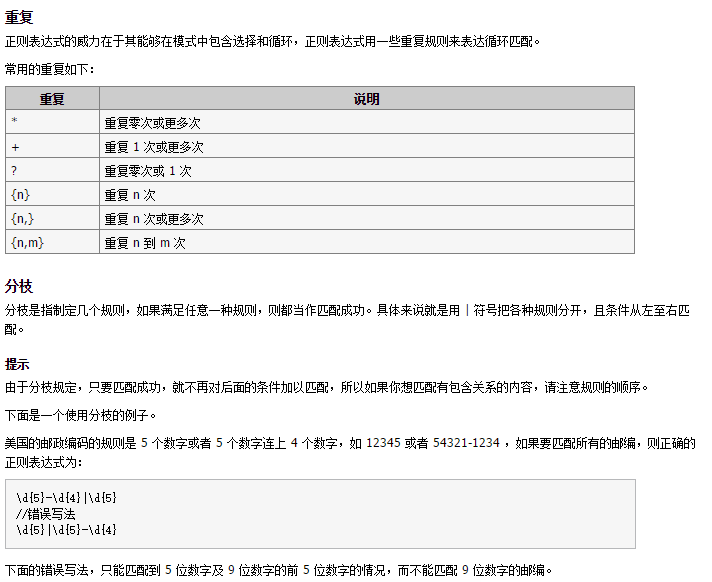 重复
正则表达式的威力在于其能够在模式中包含选择和循环，正则表达式用一些重复规则来表达循环匹配。
常用的重复如下：
重复 说明
* 重复零次或更多次
+ 重复 1 次或更多次
? 重复零次或 1 次
{n} 重复 n 次
{n,} 重复 n 次或更多次
{n,m} 重复 n 到 m 次
分枝
分枝是指制定几个规则，如果满足任意一种规则，则都当作匹配成功。具体来说就是用 | 符号把各种规则分开，且条件从左至右匹
配。
提示
由于分枝规定，只要匹配成功，就不再对后面的条件加以匹配，所以如果你想匹配有包含关系的内容，请注意规则的顺序。
下面是一个使用分枝的例子。
美国的邮政编码的规则是 5 个数字或者 5 个数字连上 4 个数字，如 12345 或者 54321-1234 ，如果要匹配所有的邮编，则正确的
正则表达式为：
\d{5}-\d{4}|\d{5}
//错误写法
\d{5}|\d{5}-\d{4}
下面的错误写法，只能匹配到 5 位数字及 9 位数字的前 5 位数字的情况，而不能匹配 9 位数字的邮编。